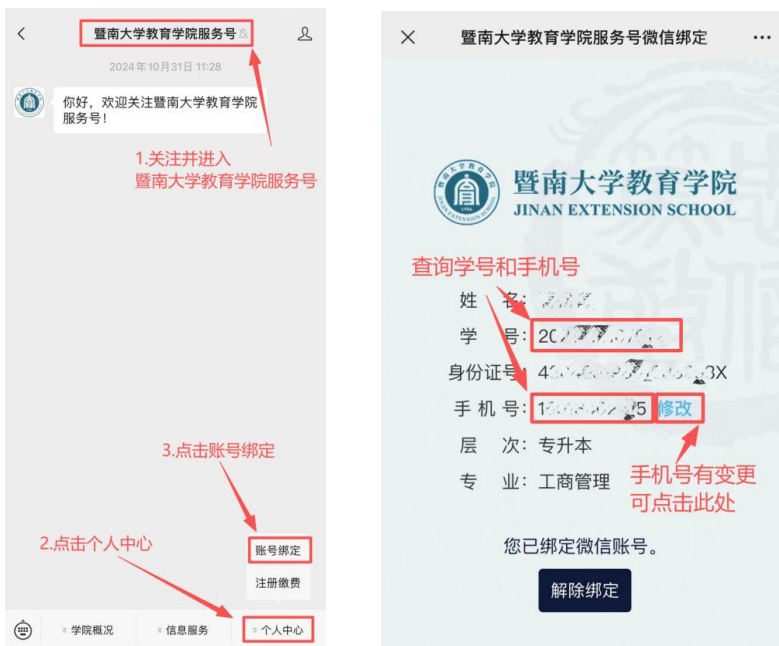 暨南大学教育学院服务号
2024年10月31日 11:28
你好，欢迎关注暨南大学教育学院
服务号！
1.关注并进入
暨南大学教育学院服务号
3.点击账号绑定
2.点击个人中心
账号绑定
注册缴费
学院概况
信息服务
个人中心
暨南大学教育学院服务号微信绑定
暨南大学教育学院
JINAN EXTENSION SCHOOL
查询学号和手机号
姓 名：
学 号：20
身份证号：4 3X
手 机 号：1 5 修改
层 次：专升本
专 业：工商管理
手机号有变更
可点击此处
您已绑定微信账号。
解除绑定